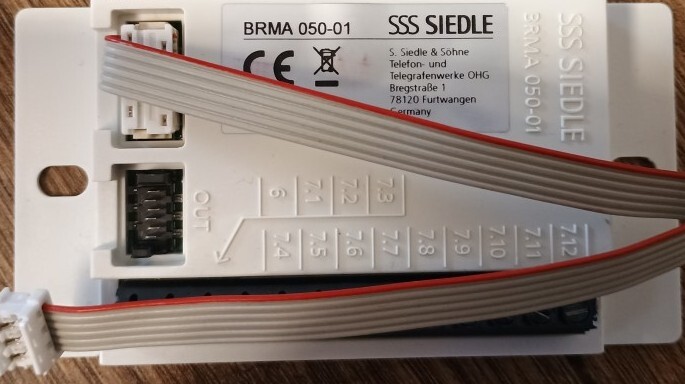 BRMA 050-01
SSS SIEDLE
CE
S. Siedle & Söhne
Telefon- und
Telegrafenwerke OHG
Bregstraße 1
78120 Furtwangen
Germany
SSS SIEDLE
BRMA 050-01
OUT
6 7.1 7.2 7.3
7.4 7.5 7.6 7.7 7.8 7.9 7.10 7.11 7.12